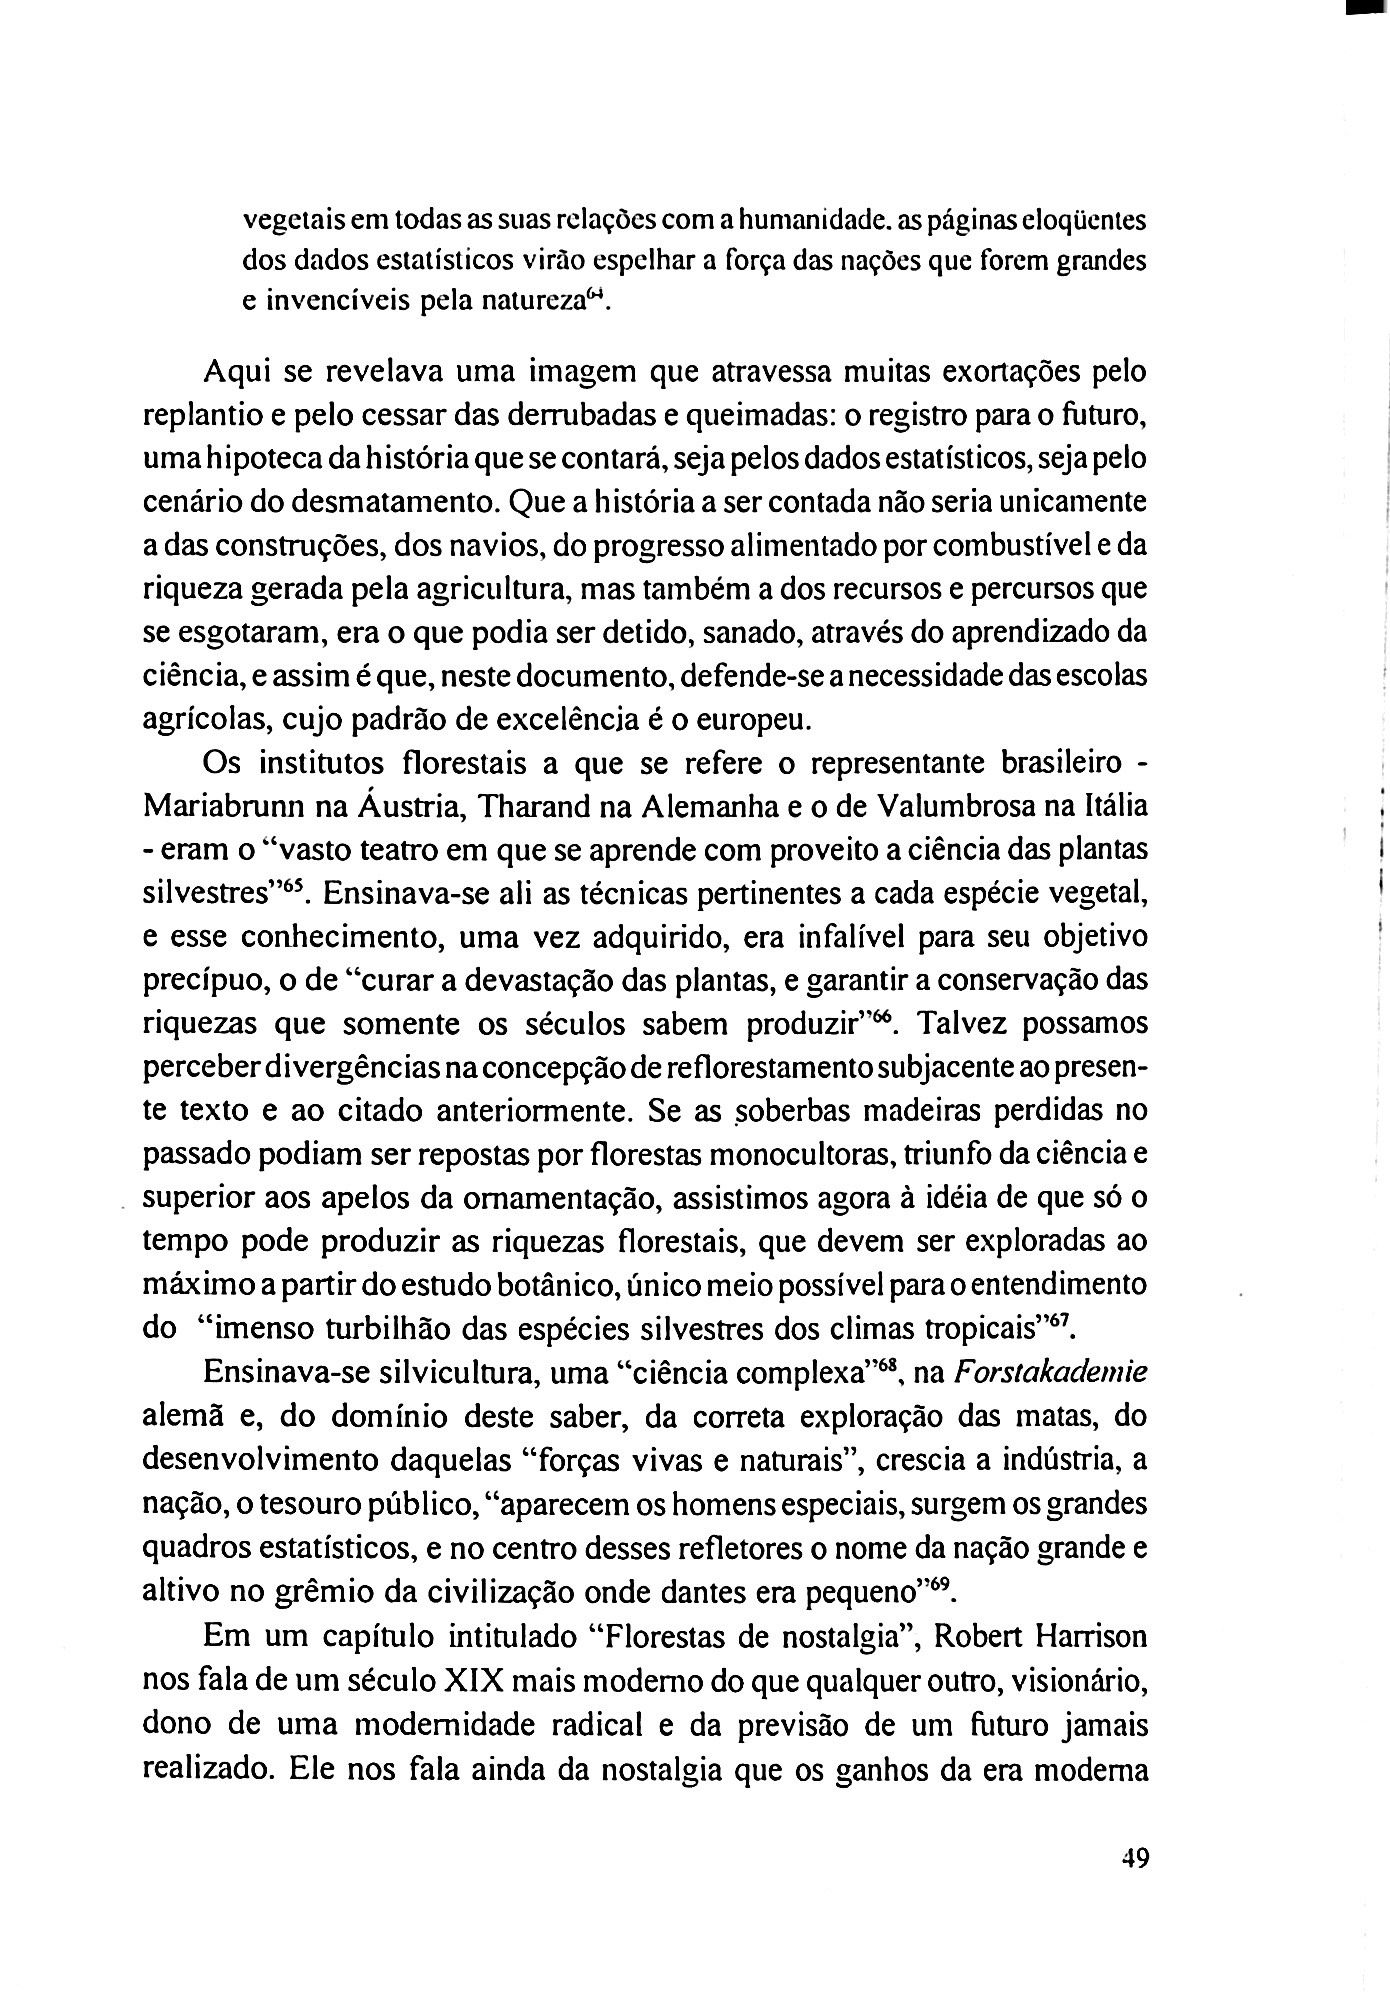 vegetais em todas as suas relações com a humanidade. as páginas eloqüentes
dos dados estatísticos virão espelhar a força das nações que forem grandes
e invencíveis pela natureza⁶⁴.
Aqui se revelava uma imagem que atravessa muitas exortações pelo
replantio e pelo cessar das derrubadas e queimadas: o registro para o futuro,
uma hipoteca da história que se contará, seja pelos dados estatísticos, seja pelo
cenário do desmatamento. Que a história a ser contada não seria unicamente
a das construções, dos navios, do progresso alimentado por combustível e da
riqueza gerada pela agricultura, mas também a dos recursos e percursos que
se esgotaram, era o que podia ser detido, sanado, através do aprendizado da
ciência, e assim é que, neste documento, defende-se a necessidade das escolas
agrícolas, cujo padrão de excelência é o europeu.
Os institutos florestais a que se refere o representante brasileiro -
Mariabrunn na Áustria, Tharand na Alemanha e o de Valumbrosa na Itália
- eram o “vasto teatro em que se aprende com proveito a ciência das plantas
silvestres”⁶⁵. Ensinava-se ali as técnicas pertinentes a cada espécie vegetal,
e esse conhecimento, uma vez adquirido, era infalível para seu objetivo
precípuo, o de “curar a devastação das plantas, e garantir a conservação das
riquezas que somente os séculos sabem produzir”⁶⁶. Talvez possamos
perceber divergências na concepção de reflorestamento subjacente ao presen-
te texto e ao citado anteriormente. Se as soberbas madeiras perdidas no
passado podiam ser repostas por florestas monocultoras, triunfo da ciência e
superior aos apelos da ornamentação, assistimos agora à idéia de que só o
tempo pode produzir as riquezas florestais, que devem ser exploradas ao
máximo a partir do estudo botânico, único meio possível para o entendimento
do “imenso turbilhão das espécies silvestres dos climas tropicais”⁶⁷.
Ensinava-se silvicultura, uma “ciência complexa”⁶⁸, na Forstakademie
alemã e, do domínio deste saber, da correta exploração das matas, do
desenvolvimento daquelas “forças vivas e naturais”, crescia a indústria, a
nação, o tesouro público, “aparecem os homens especiais, surgem os grandes
quadros estatísticos, e no centro desses refletores o nome da nação grande e
altivo no grêmio da civilização onde dantes era pequeno”⁶⁹.
Em um capítulo intitulado “Florestas de nostalgia”, Robert Harrison
nos fala de um século XIX mais moderno do que qualquer outro, visionário,
dono de uma modernidade radical e da previsão de um futuro jamais
realizado. Ele nos fala ainda da nostalgia que os ganhos da era moderna
49